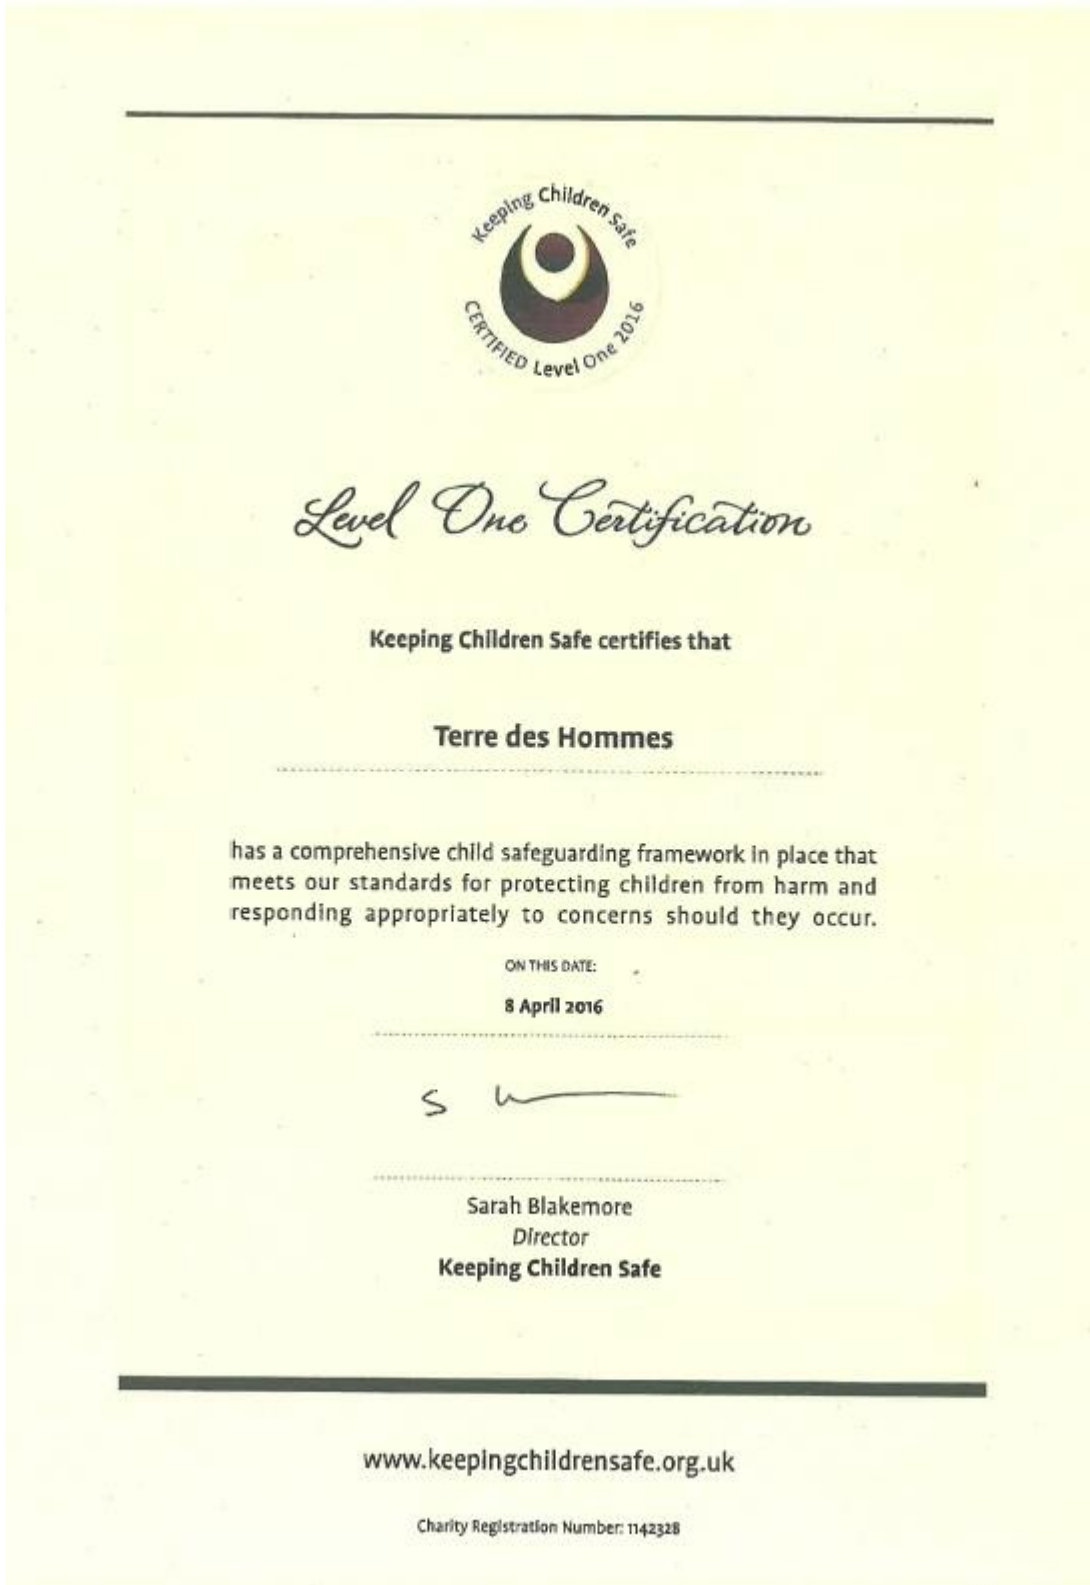 Keeping Children Safe
CERTIFIED Level One 2016
Level One Certification
Keeping Children Safe certifies that
Terre des Hommes
has a comprehensive child safeguarding framework in place that
meets our standards for protecting children from harm and
responding appropriately to concerns should they occur.
ON THIS DATE:
8 April 2016
Sarah Blakemore
Director
Keeping Children Safe
www.keepingchildrensafe.org.uk
Charity Registration Number: 1142328